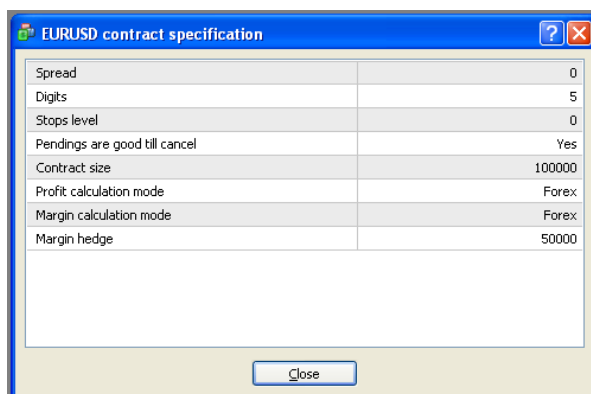 EURUSD contract specification
Spread 0
Digits 5
Stops level 0
Pendings are good till cancel Yes
Contract size 100000
Profit calculation mode Forex
Margin calculation mode Forex
Margin hedge 50000
Close